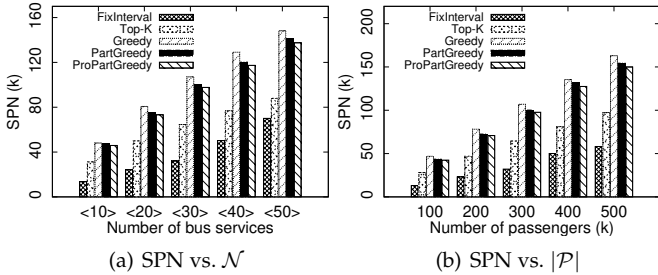 FixInterval
Top-K
Greedy
PartGreedy
ProPartGreedy
SPN (k)
160
120
80
40
0
<10> <20> <30> <40> <50>
Number of bus services
(a) SPN vs. 𝒩
FixInterval
Top-K
Greedy
PartGreedy
ProPartGreedy
SPN (k)
200
150
100
50
0
100 200 300 400 500
Number of passengers (k)
(b) SPN vs. |𝒫|